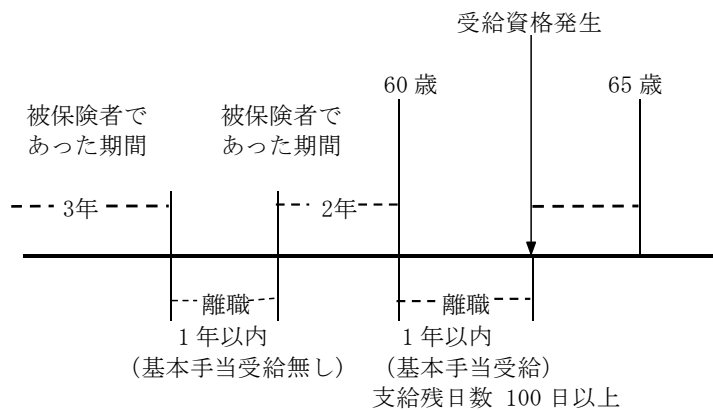 受給資格発生
60歳
65歳
被保険者で
あった期間
被保険者で
あった期間
3年
2年
離職
1年以内
（基本手当受給無し）
離職
1年以内
（基本手当受給）
支給残日数 100日以上